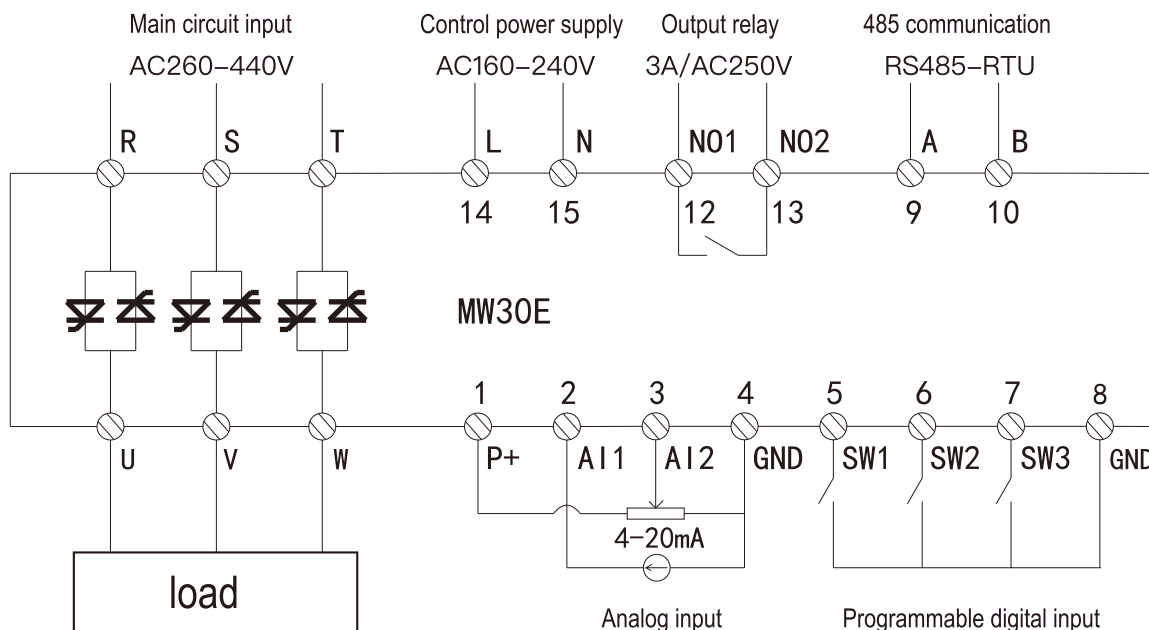 Main circuit input Control power supply Output relay 485 communication
AC260-440V AC160-240V 3A/AC250V RS485-RTU
R S T L N NO1 NO2 A B
14 15 12 13 9 10
MW30E
1 2 3 4 5 6 7 8
U V W P+ AI1 AI2 GND SW1 SW2 SW3 GND
4-20mA
load
Analog input Programmable digital input